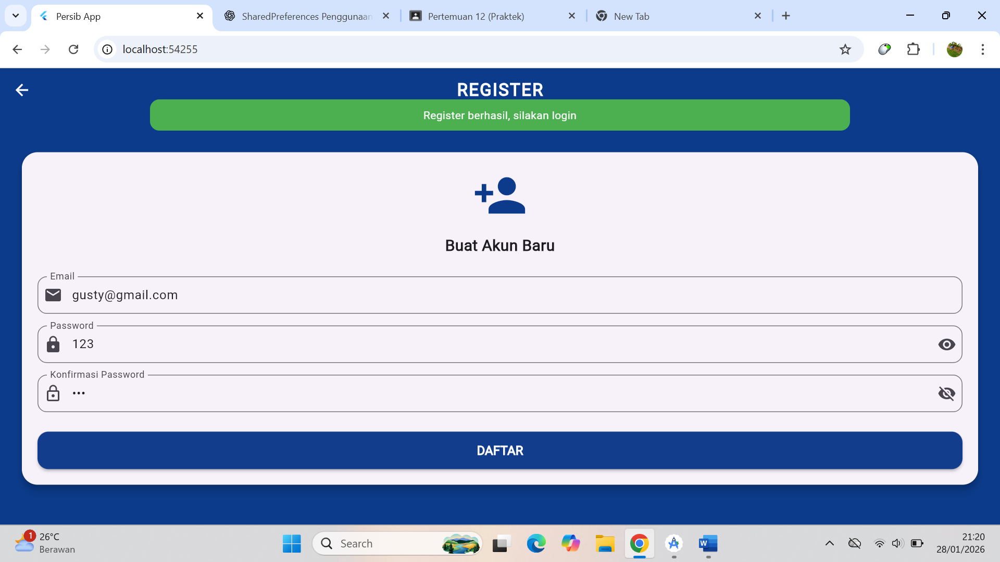 Persib App
SharedPreferences Penggunaan
Pertemuan 12 (Praktek)
New Tab
localhost:54255
REGISTER
Register berhasil, silakan login
Buat Akun Baru
Email
gusty@gmail.com
Password
123
Konfirmasi Password
•••
DAFTAR
1
26°C
Berawan
Search
W
21:20
28/01/2026